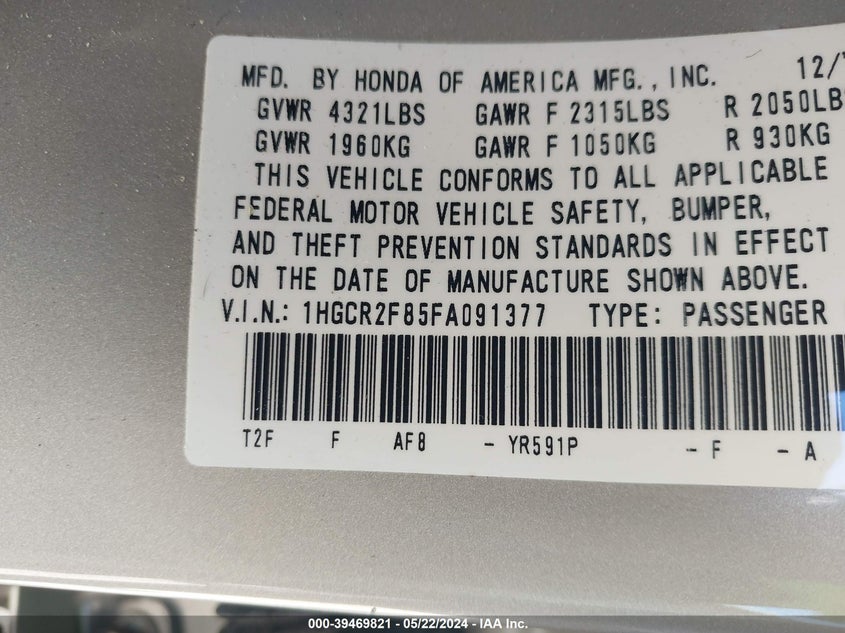 MFD. BY HONDA OF AMERICA MFG., INC. 12/
GVWR 4321LBS GAWR F 2315LBS R 2050LB
GVWR 1960KG GAWR F 1050KG R 930KG
THIS VEHICLE CONFORMS TO ALL APPLICABLE
FEDERAL MOTOR VEHICLE SAFETY, BUMPER,
AND THEFT PREVENTION STANDARDS IN EFFECT
ON THE DATE OF MANUFACTURE SHOWN ABOVE.
V.I.N.: 1HGCR2F85FA091377 TYPE: PASSENGER
T2F F AF8 - YR591P - F - A
000-39469821 - 05/22/2024 - IAA Inc.